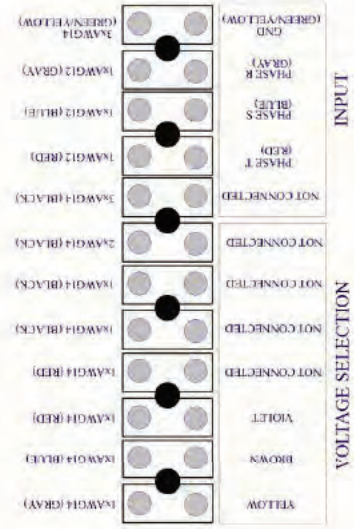 VOLTAGE SELECTION
YELLOW
1xAWG14 (GRAY)
BROWN
1xAWG14 (BLUE)
VIOLET
1xAWG14 (RED)
NOT CONNECTED
1xAWG14 (RED)
NOT CONNECTED
1xAWG14 (BLACK)
NOT CONNECTED
1xAWG14 (BLACK)
NOT CONNECTED
2xAWG14 (BLACK)
INPUT
NOT CONNECTED
3xAWG14 (BLACK)
PHASE T
(RED)
1xAWG12 (RED)
PHASE S
(BLUE)
1xAWG12 (BLUE)
PHASE R
(GRAY)
1xAWG12 (GRAY)
GND
(GREEN/YELLOW)
3xAWG14
(GREEN/YELLOW)